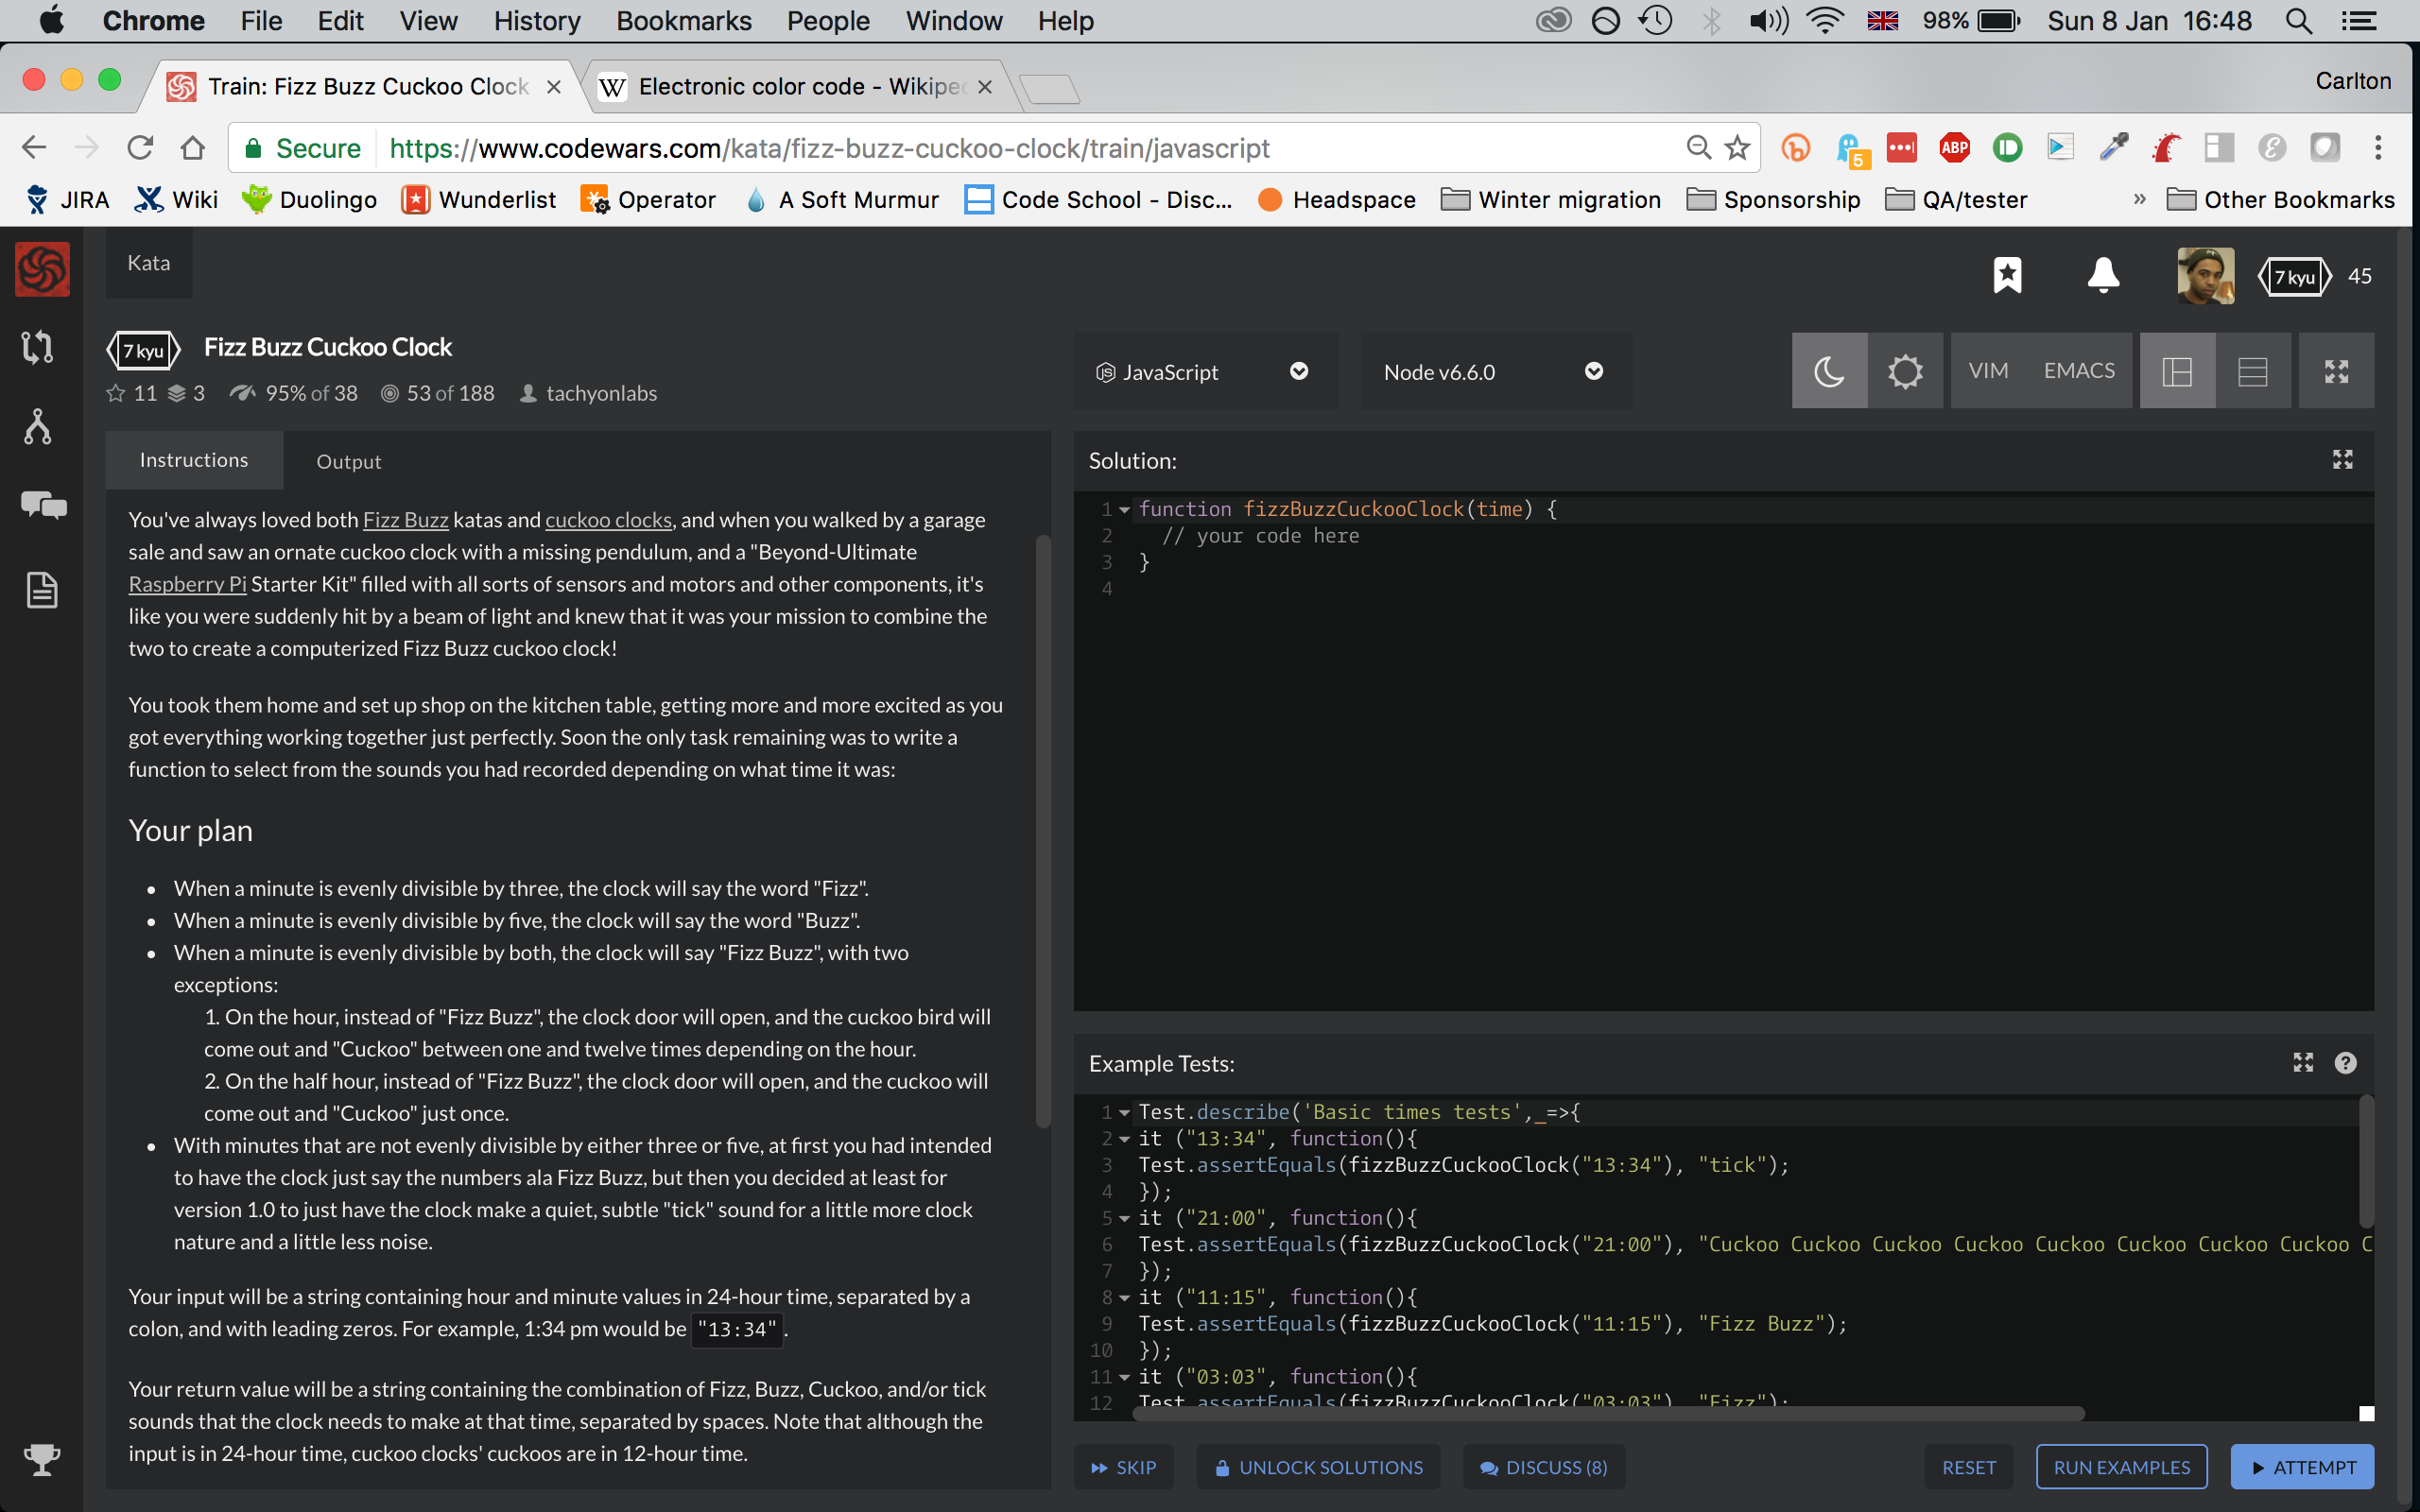 Chrome File Edit View History Bookmarks People Window Help 98% Sun 8 Jan 16:48
Train: Fizz Buzz Cuckoo Clock Electronic color code - Wikipe Carlton
Secure https://www.codewars.com/kata/fizz-buzz-cuckoo-clock/train/javascript 5 ABP
JIRA Wiki Duolingo Wunderlist Operator A Soft Murmur Code School - Disc... Headspace Winter migration Sponsorship QA/tester » Other Bookmarks
Kata
7 kyu 45
7 kyu Fizz Buzz Cuckoo Clock
11 3 95% of 38 53 of 188 tachyonlabs
JavaScript Node v6.6.0 VIM EMACS
Instructions Output
You've always loved both Fizz Buzz katas and cuckoo clocks, and when you walked by a garage
sale and saw an ornate cuckoo clock with a missing pendulum, and a "Beyond-Ultimate
Raspberry Pi Starter Kit" filled with all sorts of sensors and motors and other components, it's
like you were suddenly hit by a beam of light and knew that it was your mission to combine the
two to create a computerized Fizz Buzz cuckoo clock!
You took them home and set up shop on the kitchen table, getting more and more excited as you
got everything working together just perfectly. Soon the only task remaining was to write a
function to select from the sounds you had recorded depending on what time it was:
Your plan
• When a minute is evenly divisible by three, the clock will say the word "Fizz".
• When a minute is evenly divisible by five, the clock will say the word "Buzz".
• When a minute is evenly divisible by both, the clock will say "Fizz Buzz", with two
exceptions:
1. On the hour, instead of "Fizz Buzz", the clock door will open, and the cuckoo bird will
come out and "Cuckoo" between one and twelve times depending on the hour.
2. On the half hour, instead of "Fizz Buzz", the clock door will open, and the cuckoo will
come out and "Cuckoo" just once.
• With minutes that are not evenly divisible by either three or five, at first you had intended
to have the clock just say the numbers ala Fizz Buzz, but then you decided at least for
version 1.0 to just have the clock make a quiet, subtle "tick" sound for a little more clock
nature and a little less noise.
Your input will be a string containing hour and minute values in 24-hour time, separated by a
colon, and with leading zeros. For example, 1:34 pm would be "13:34".
Your return value will be a string containing the combination of Fizz, Buzz, Cuckoo, and/or tick
sounds that the clock needs to make at that time, separated by spaces. Note that although the
input is in 24-hour time, cuckoo clocks' cuckoos are in 12-hour time.
Solution:
1 function fizzBuzzCuckooClock(time) {
2 // your code here
3 }
4
Example Tests:
1 Test.describe('Basic times tests',_=>{
2 it ("13:34", function(){
3 Test.assertEquals(fizzBuzzCuckooClock("13:34"), "tick");
4 });
5 it ("21:00", function(){
6 Test.assertEquals(fizzBuzzCuckooClock("21:00"), "Cuckoo Cuckoo Cuckoo Cuckoo Cuckoo Cuckoo Cuckoo Cuckoo C
7 });
8 it ("11:15", function(){
9 Test.assertEquals(fizzBuzzCuckooClock("11:15"), "Fizz Buzz");
10 });
11 it ("03:03", function(){
12 Test.assertEquals(fizzBuzzCuckooClock("03:03"), "Fizz");
SKIP UNLOCK SOLUTIONS DISCUSS (8) RESET RUN EXAMPLES ATTEMPT